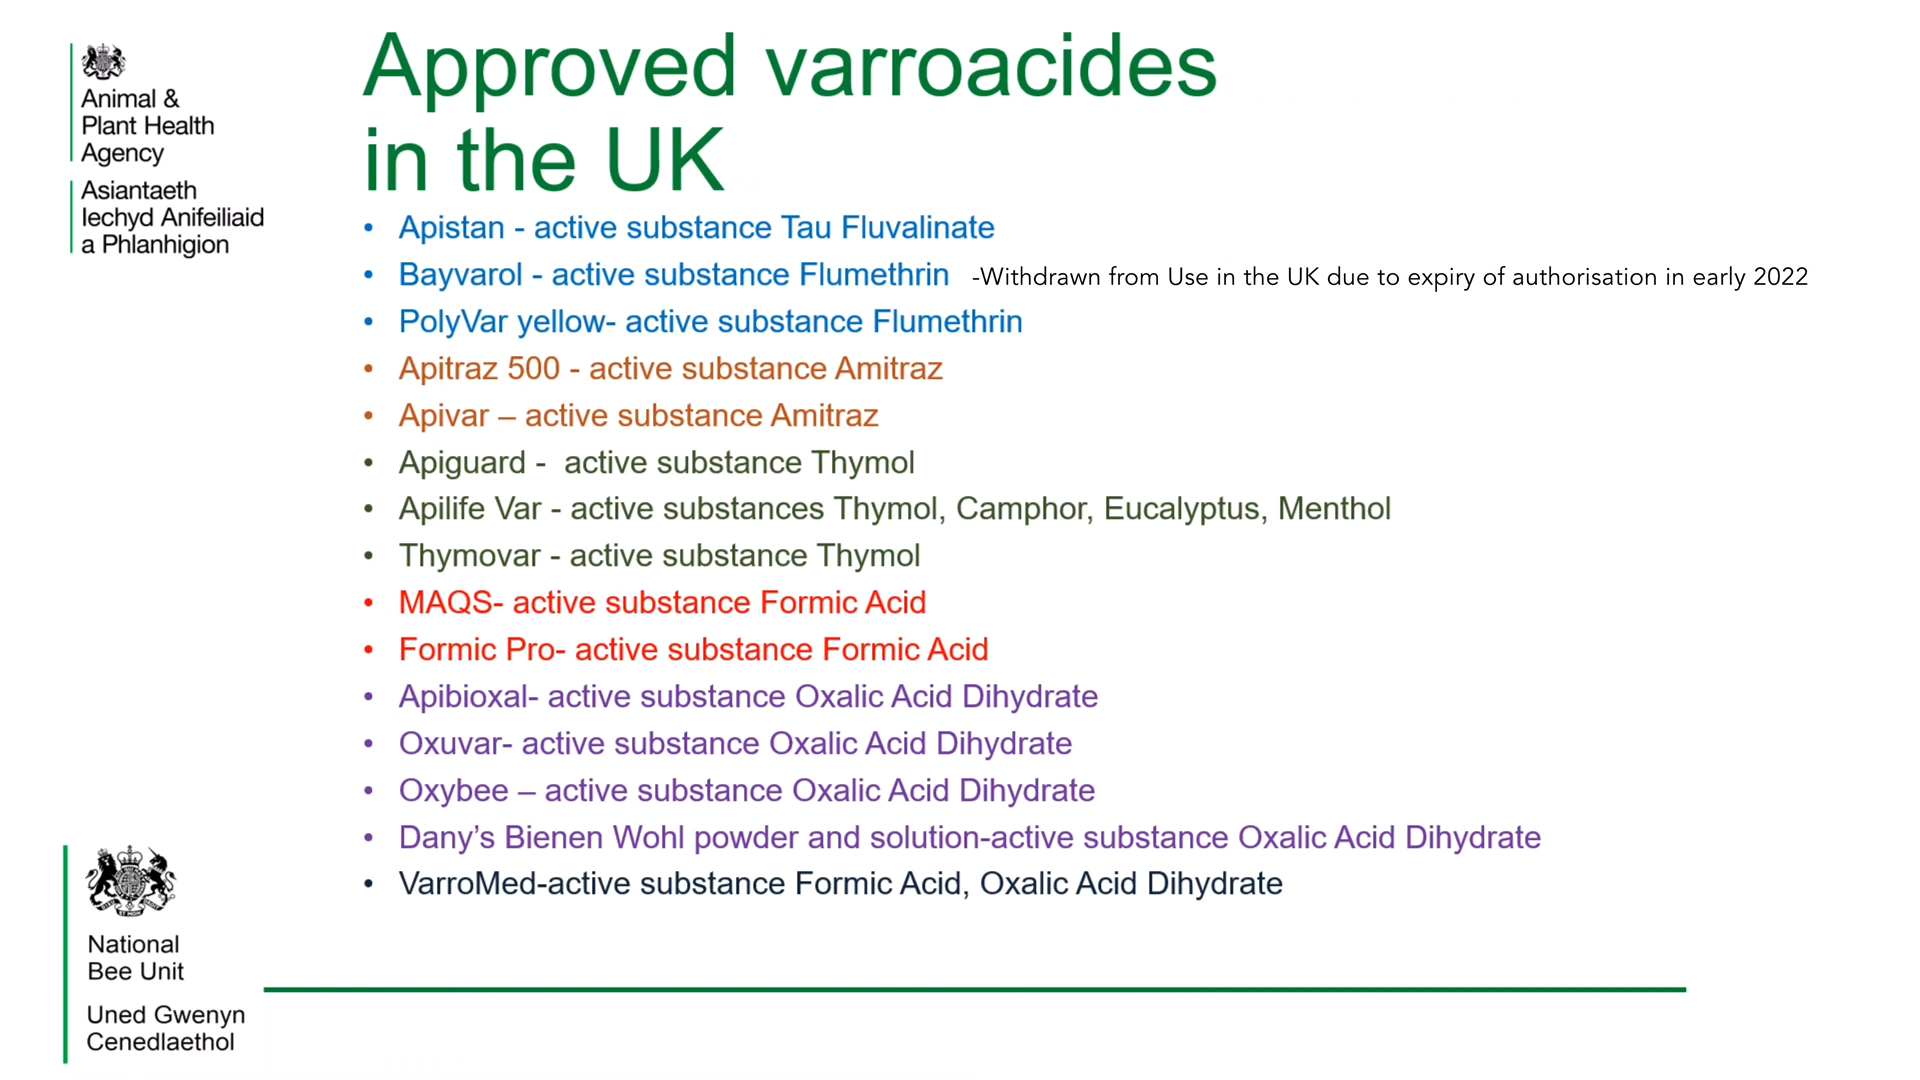 Animal &
Plant Health
Agency
Asiantaeth
Iechyd Anifeiliaid
a Phlanhigion
Approved varroacides
in the UK
• Apistan - active substance Tau Fluvalinate
• Bayvarol - active substance Flumethrin -Withdrawn from Use in the UK due to expiry of authorisation in early 2022
• PolyVar yellow- active substance Flumethrin
• Apitraz 500 - active substance Amitraz
• Apivar – active substance Amitraz
• Apiguard - active substance Thymol
• Apilife Var - active substances Thymol, Camphor, Eucalyptus, Menthol
• Thymovar - active substance Thymol
• MAQS- active substance Formic Acid
• Formic Pro- active substance Formic Acid
• Apibioxal- active substance Oxalic Acid Dihydrate
• Oxuvar- active substance Oxalic Acid Dihydrate
• Oxybee – active substance Oxalic Acid Dihydrate
• Dany’s Bienen Wohl powder and solution-active substance Oxalic Acid Dihydrate
• VarroMed-active substance Formic Acid, Oxalic Acid Dihydrate
National
Bee Unit
Uned Gwenyn
Cenedlaethol